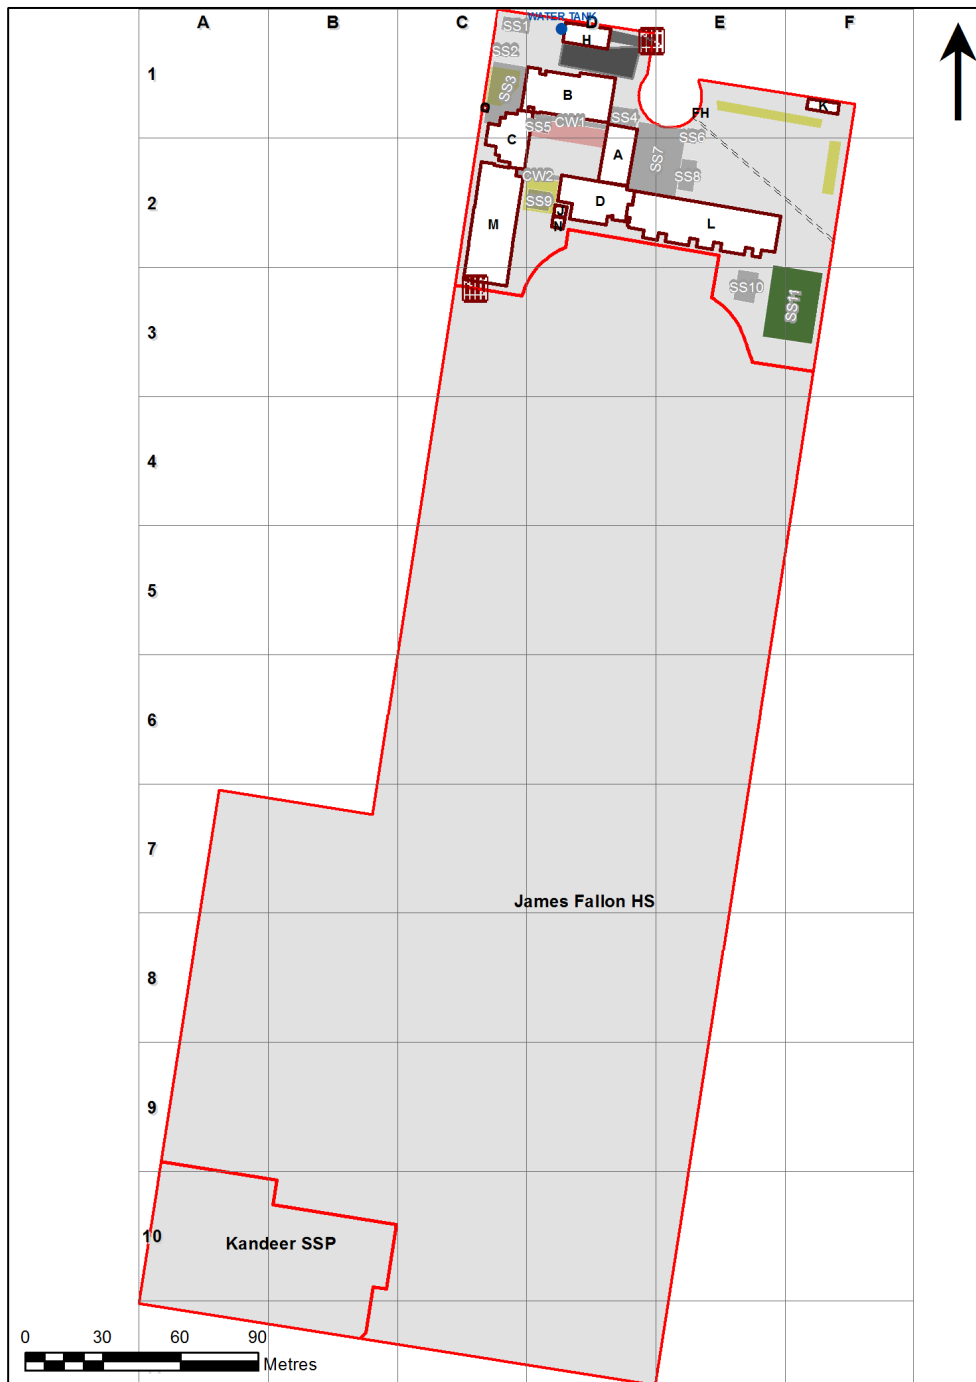 A B C D E F
WATER TANK
SS1
H
SS2
1
SS3
B
K
FH
SS4
CW1
SS5
SS6
C
A
SS7
CW2
SS8
2
SS9
D
J
N
M
L
SS10
SS11
3
4
5
6
7
James Fallon HS
8
9
10
Kandeer SSP
0 30 60 90
Metres